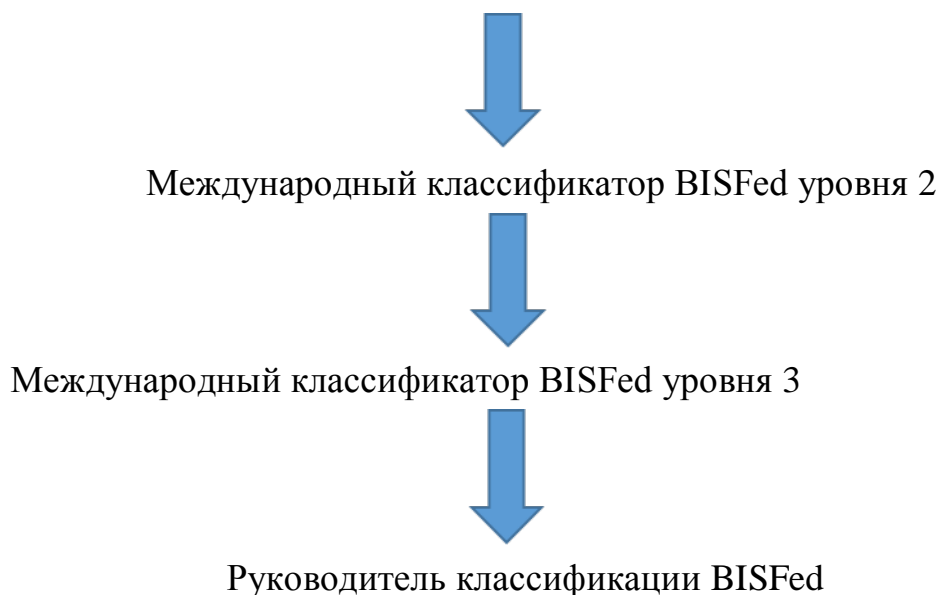 Международный классификатор BISFed уровня 2
Международный классификатор BISFed уровня 3
Руководитель классификации BISFed